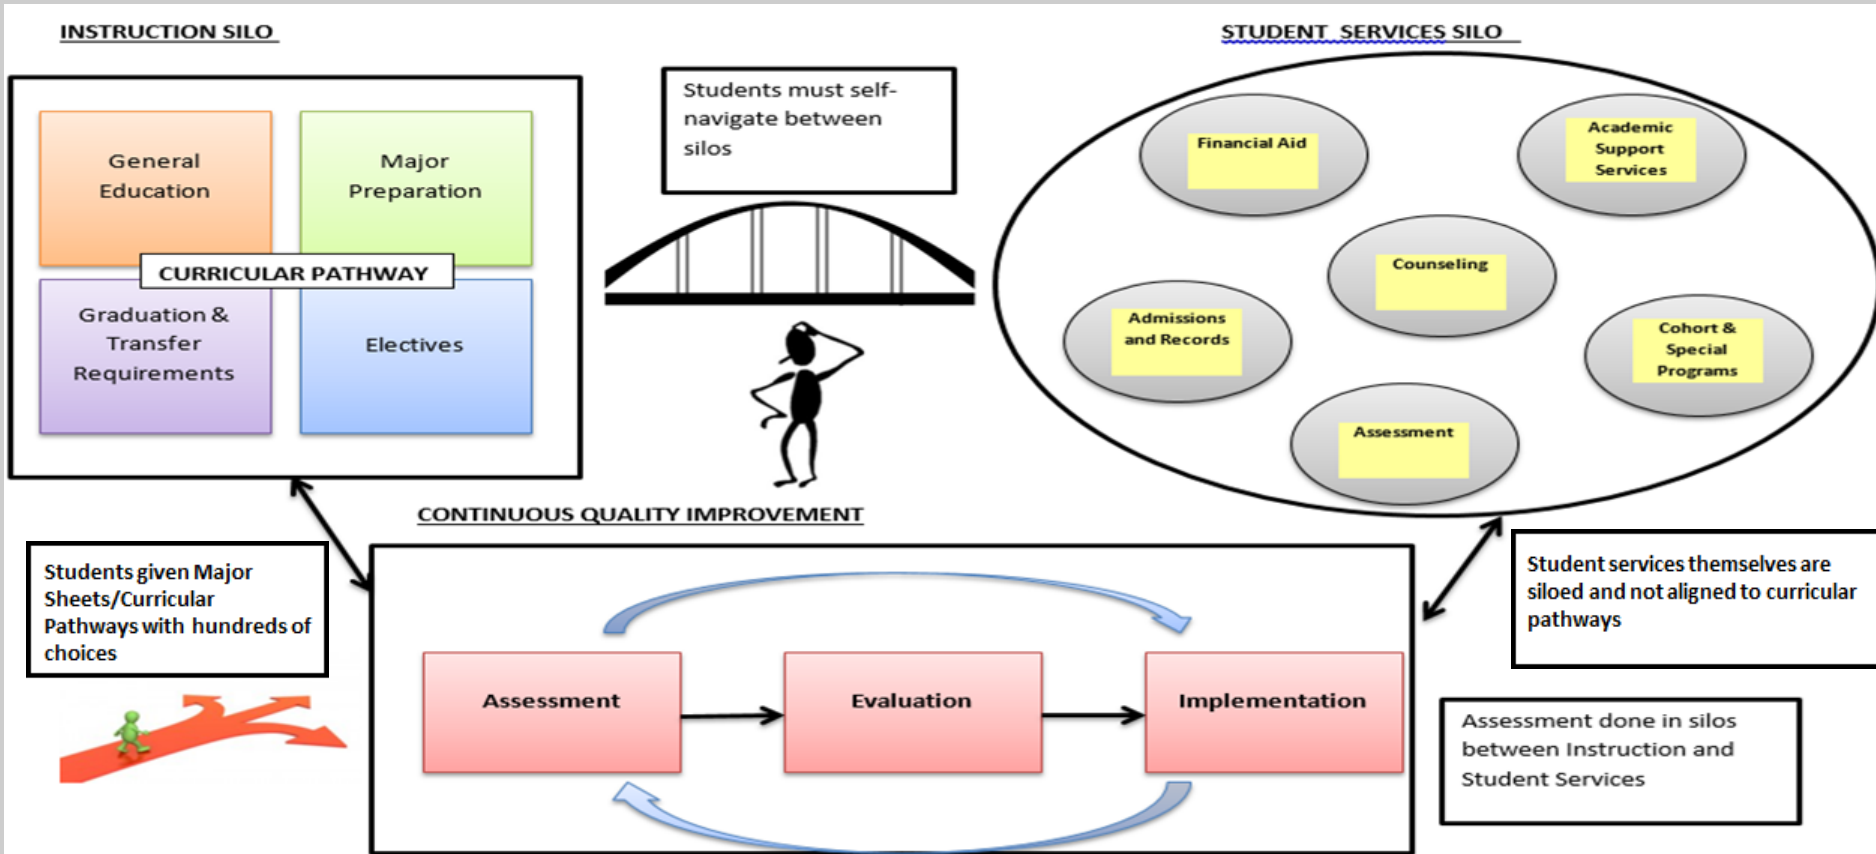 INSTRUCTION SILO
STUDENT SERVICES SILO
General
Education
Major
Preparation
CURRICULAR PATHWAY
Graduation &
Transfer
Requirements
Electives
Students must self-
navigate between
silos
Financial Aid
Academic
Support
Services
Counseling
Admissions
and Records
Cohort &
Special
Programs
Assessment
CONTINUOUS QUALITY IMPROVEMENT
Students given Major
Sheets/Curricular
Pathways with hundreds of
choices
Assessment
Evaluation
Implementation
Student services themselves are
siloed and not aligned to curricular
pathways
Assessment done in silos
between Instruction and
Student Services